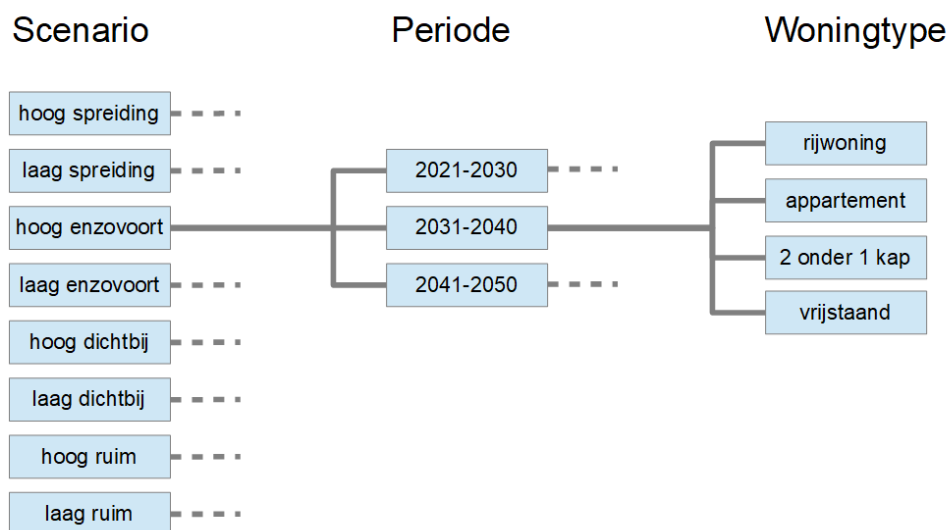 Scenario
Periode
Woningtype
hoog spreiding
laag spreiding
hoog enzovoort
laag enzovoort
hoog dichtbij
laag dichtbij
hoog ruim
laag ruim
2021-2030
2031-2040
2041-2050
rijwoning
appartement
2 onder 1 kap
vrijstaand